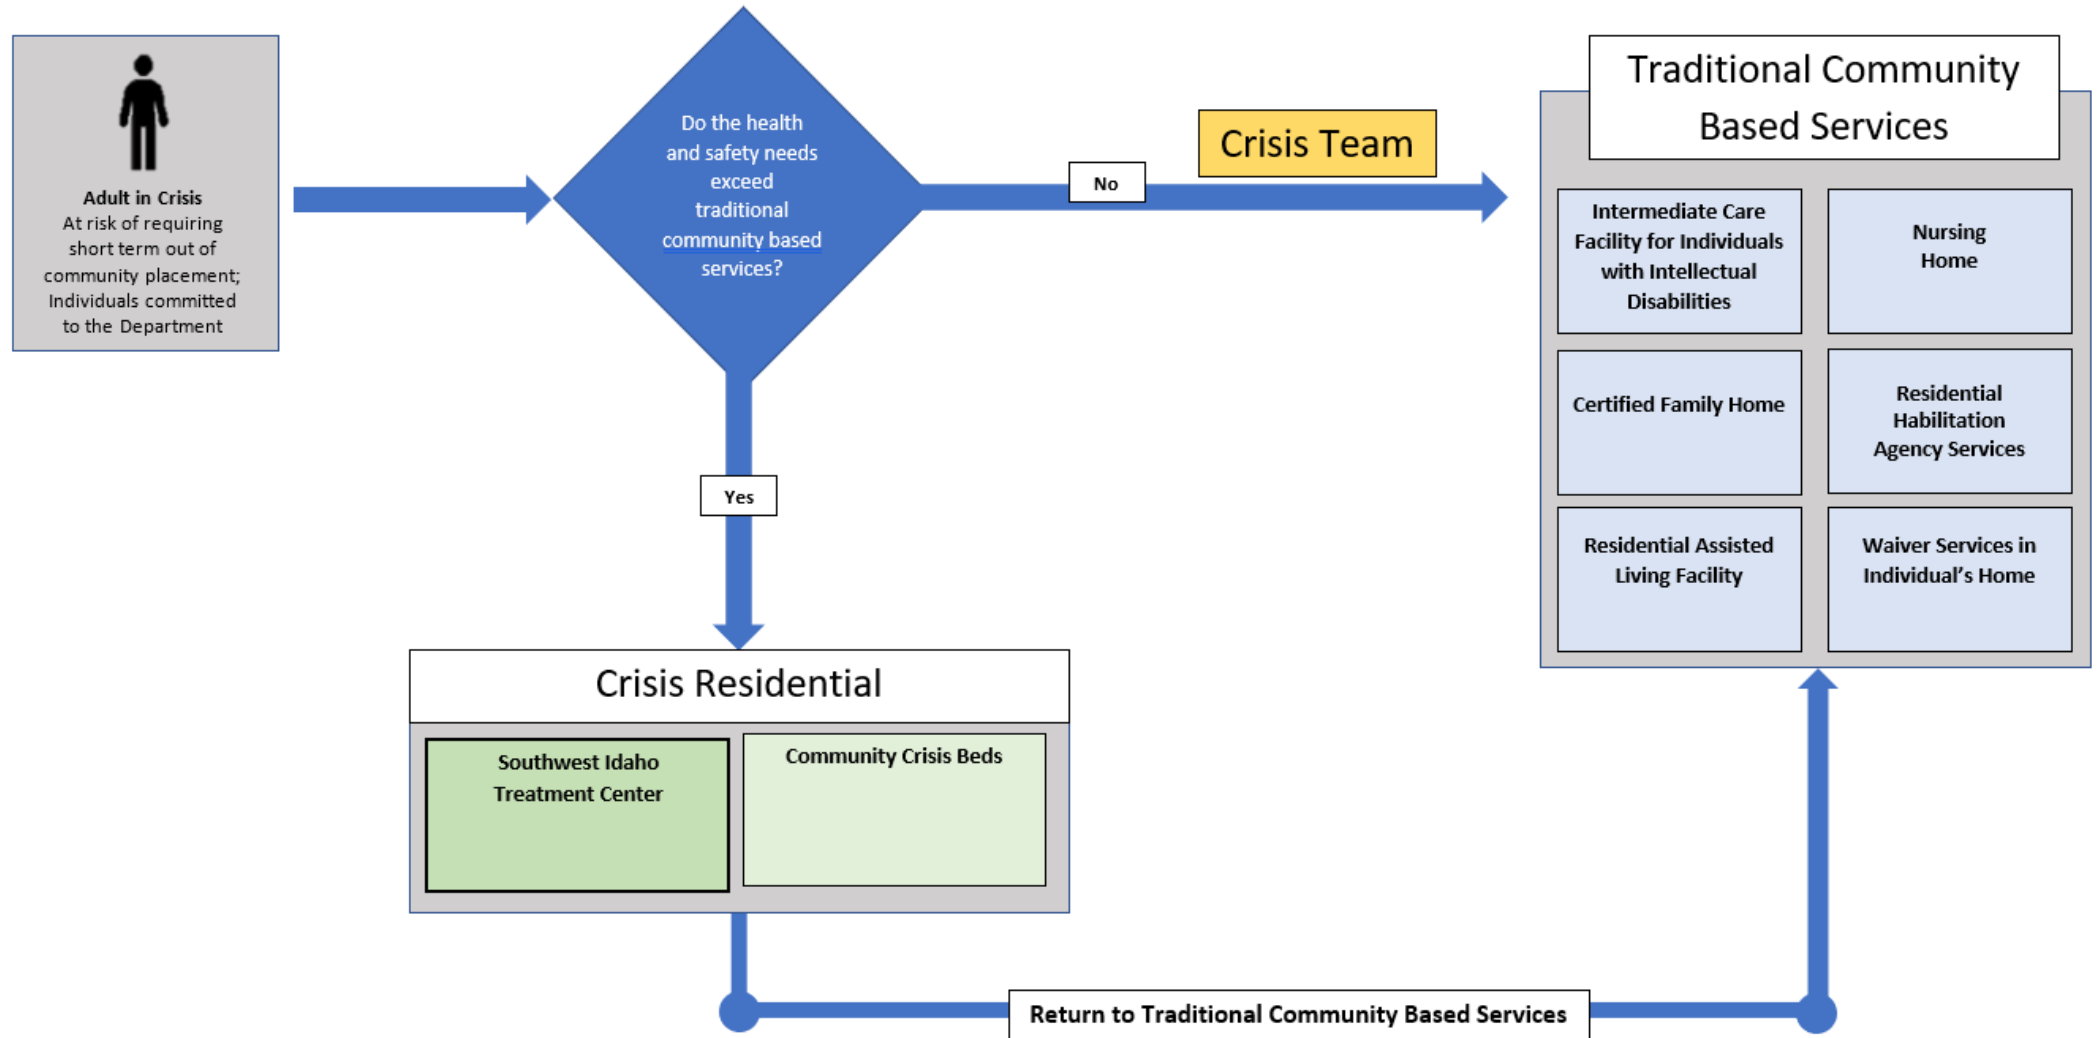 Adult in Crisis
At risk of requiring
short term out of
community placement;
Individuals committed
to the Department
Do the health
and safety needs
exceed
traditional
community based
services?
No
Crisis Team
Yes
Traditional Community
Based Services
Intermediate Care
Facility for Individuals
with Intellectual
Disabilities
Nursing
Home
Certified Family Home
Residential
Habilitation
Agency Services
Residential Assisted
Living Facility
Waiver Services in
Individual’s Home
Crisis Residential
Southwest Idaho
Treatment Center
Community Crisis Beds
Return to Traditional Community Based Services